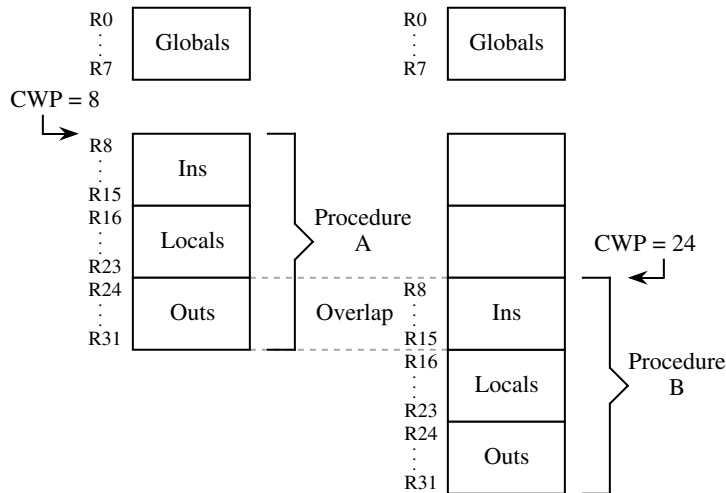 R0
R7
Globals
CWP = 8
R8
R15
Ins
R16
R23
Locals
R24
R31
Outs
Procedure
A
Overlap
R0
R7
Globals
CWP = 24
R8
R15
Ins
R16
R23
Locals
R24
R31
Outs
Procedure
B